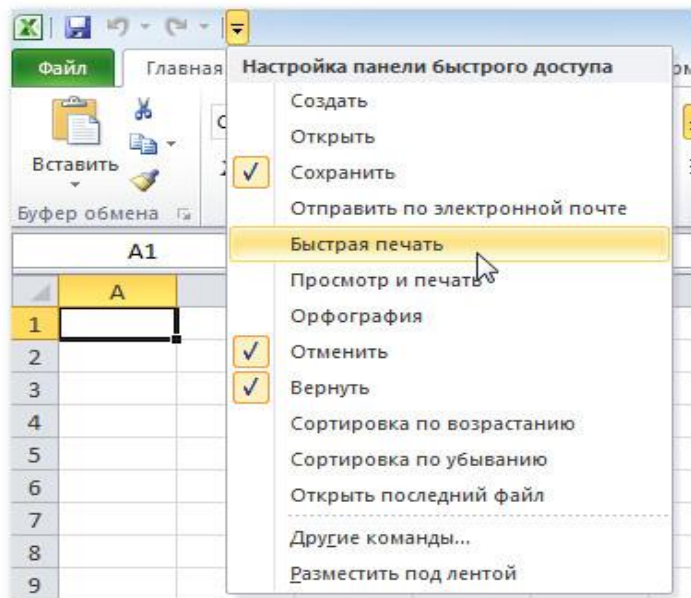 Файл
Главная
Настройка панели быстрого доступа
Создать
Открыть
Вставить
Сохранить
Буфер обмена
Отправить по электронной почте
A1
Быстрая печать
Просмотр и печать
A
Орфография
1
Отменить
2
Вернуть
3
Сортировка по возрастанию
4
Сортировка по убыванию
5
Открыть последний файл
6
7
Другие команды...
8
Разместить под лентой
9